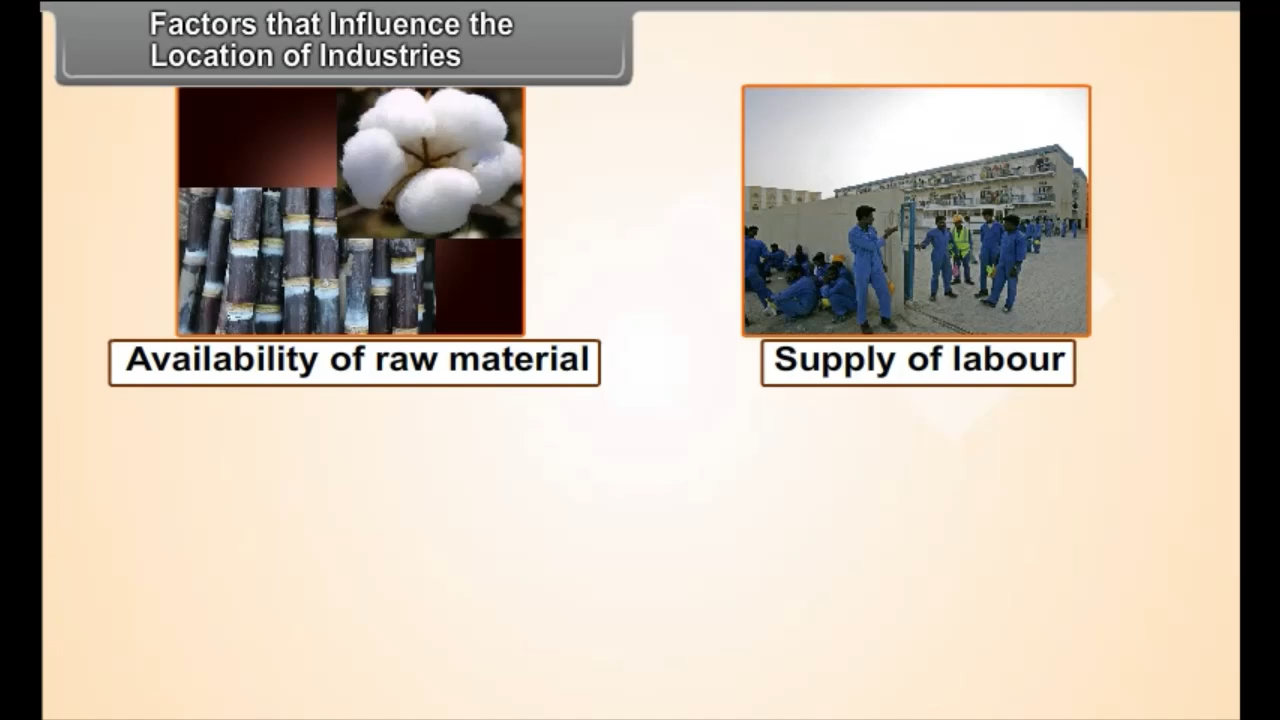 Factors that Influence the
Location of Industries
Availability of raw material
Supply of labour